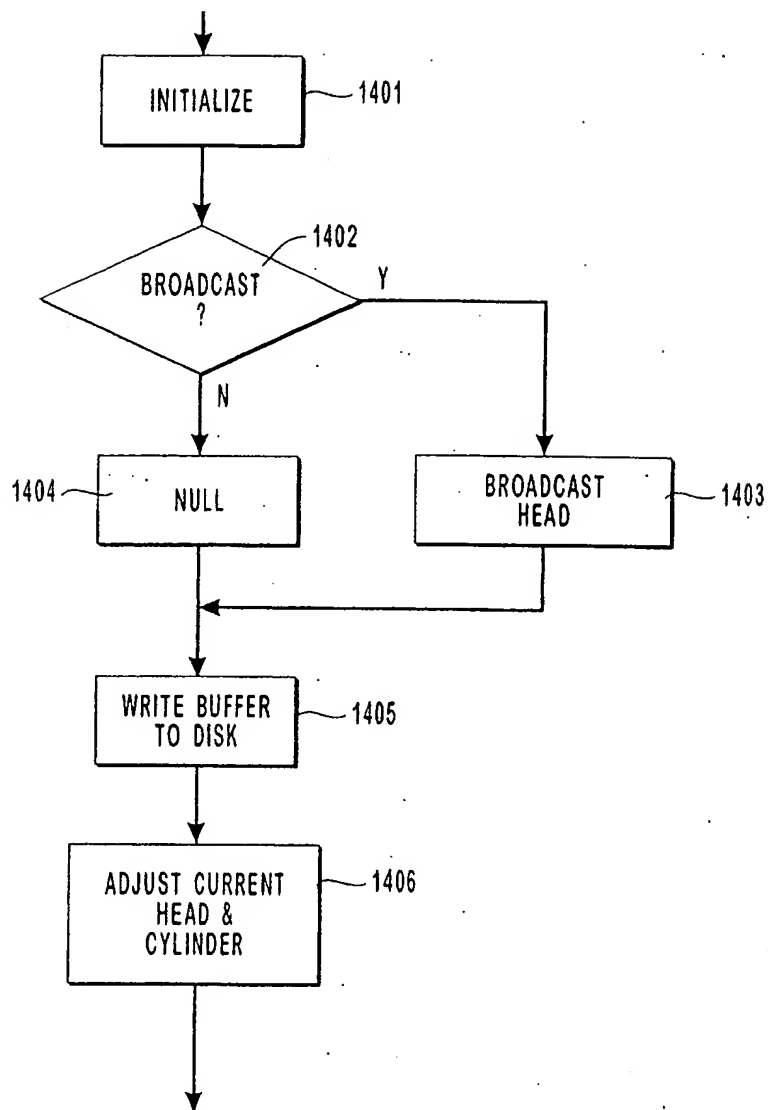 INITIALIZE
1401
1402
BROADCAST
?
Y
N
1404
NULL
BROADCAST
HEAD
1403
WRITE BUFFER
TO DISK
1405
ADJUST CURRENT
HEAD &
CYLINDER
1406